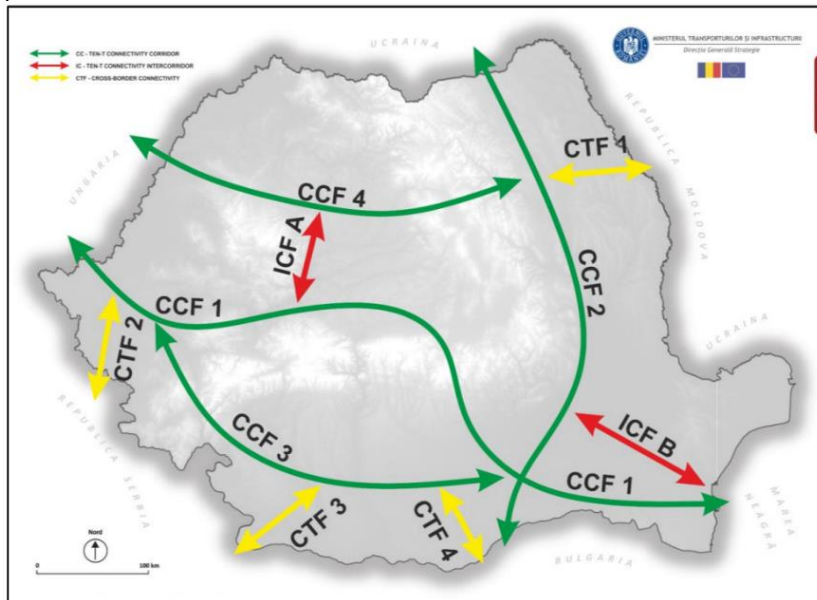 CC - TEN-T CONNECTIVITY CORRIDOR
IC - TEN-T CONNECTIVITY INTERCORRIDOR
CTF - CROSS-BORDER CONNECTIVITY
UCRAINA
MINISTERUL TRANSPORTURILOR ȘI INFRASTRUCTURII
Direcția Generală Strategie
REPUBLICA MOLDOVA
UNGARIA
CTF 1
CCF 4
ICF A
CCF 2
CCF 1
CTF 2
UCRAINA
REPUBLICA SERBIA
CCF 3
ICF B
CCF 1
MAREA NEAGRĂ
CTF 3
CTF 4
BULGARIA
Nord
0 100 km